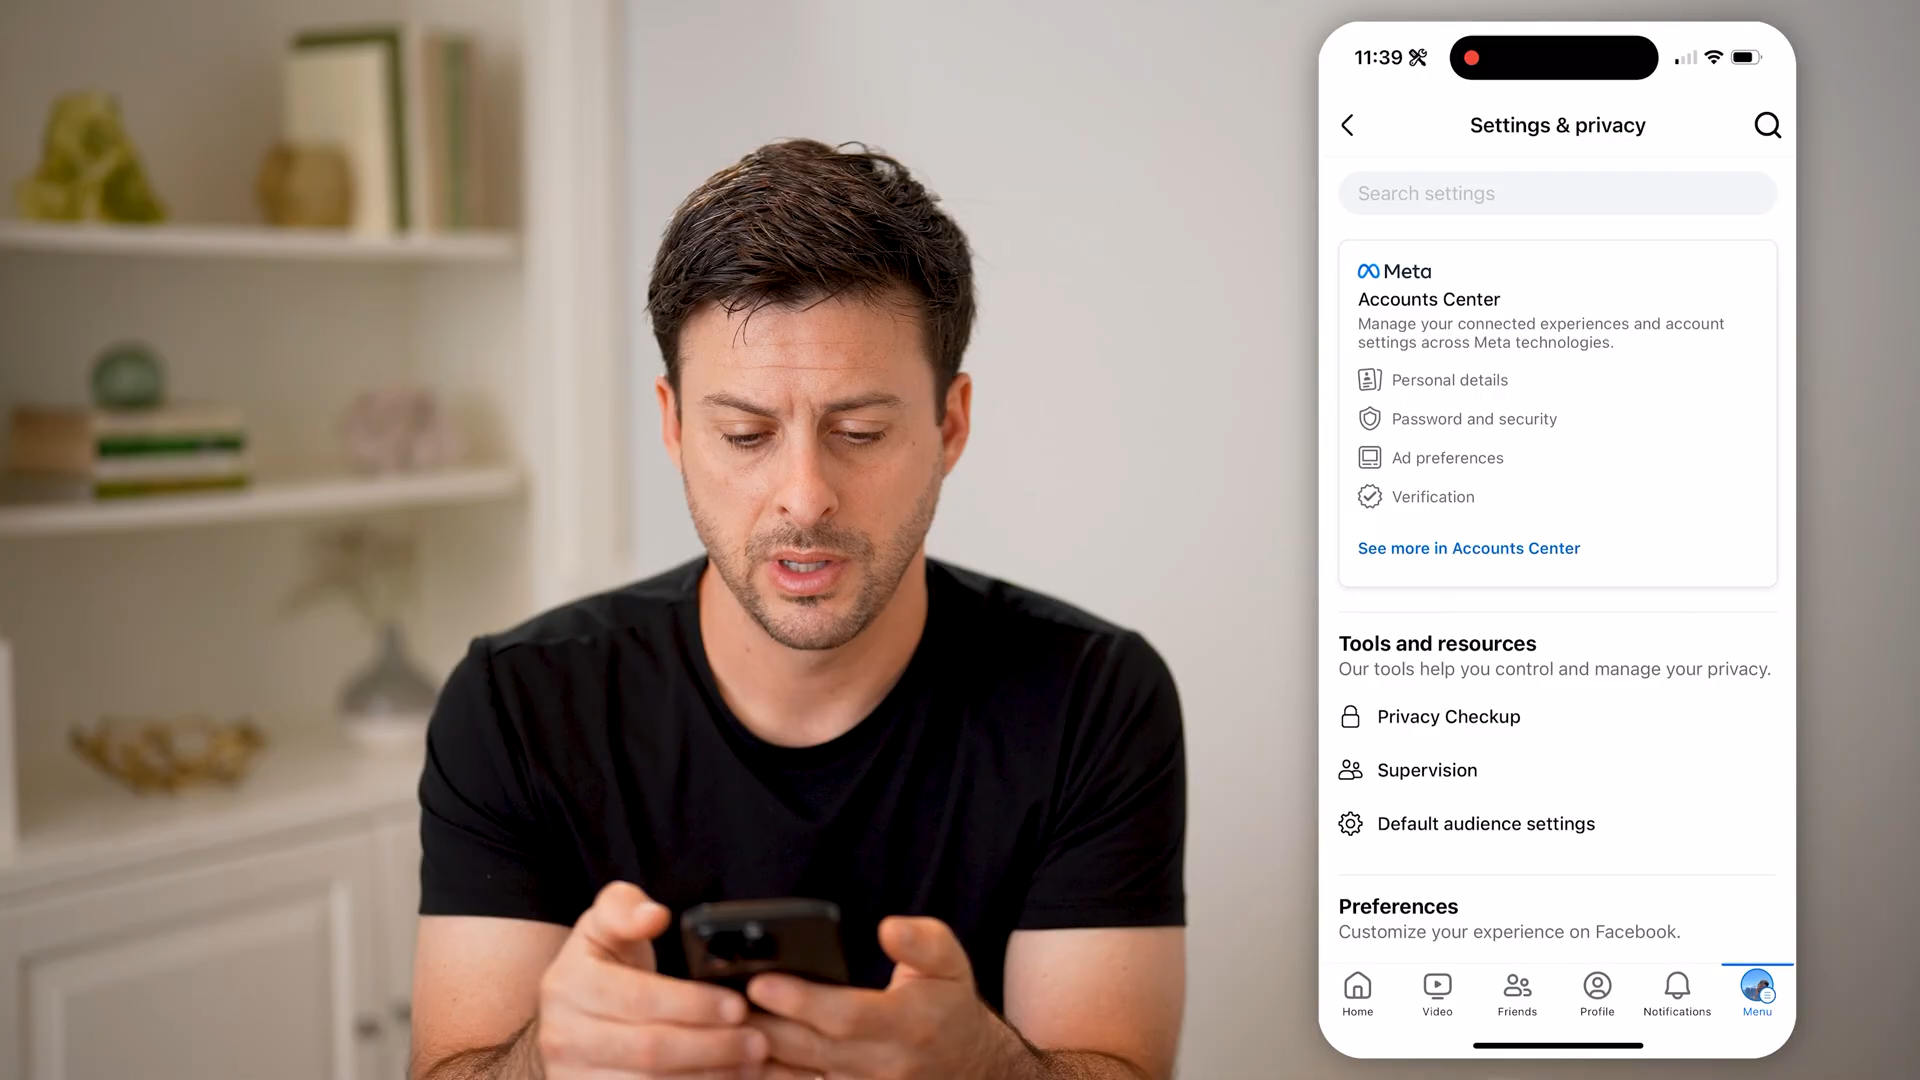 11:39
Settings & privacy
Search settings
Meta
Accounts Center
Manage your connected experiences and account
settings across Meta technologies.
Personal details
Password and security
Ad preferences
Verification
See more in Accounts Center
Tools and resources
Our tools help you control and manage your privacy.
Privacy Checkup
Supervision
Default audience settings
Preferences
Customize your experience on Facebook.
Home Video Friends Profile Notifications Menu